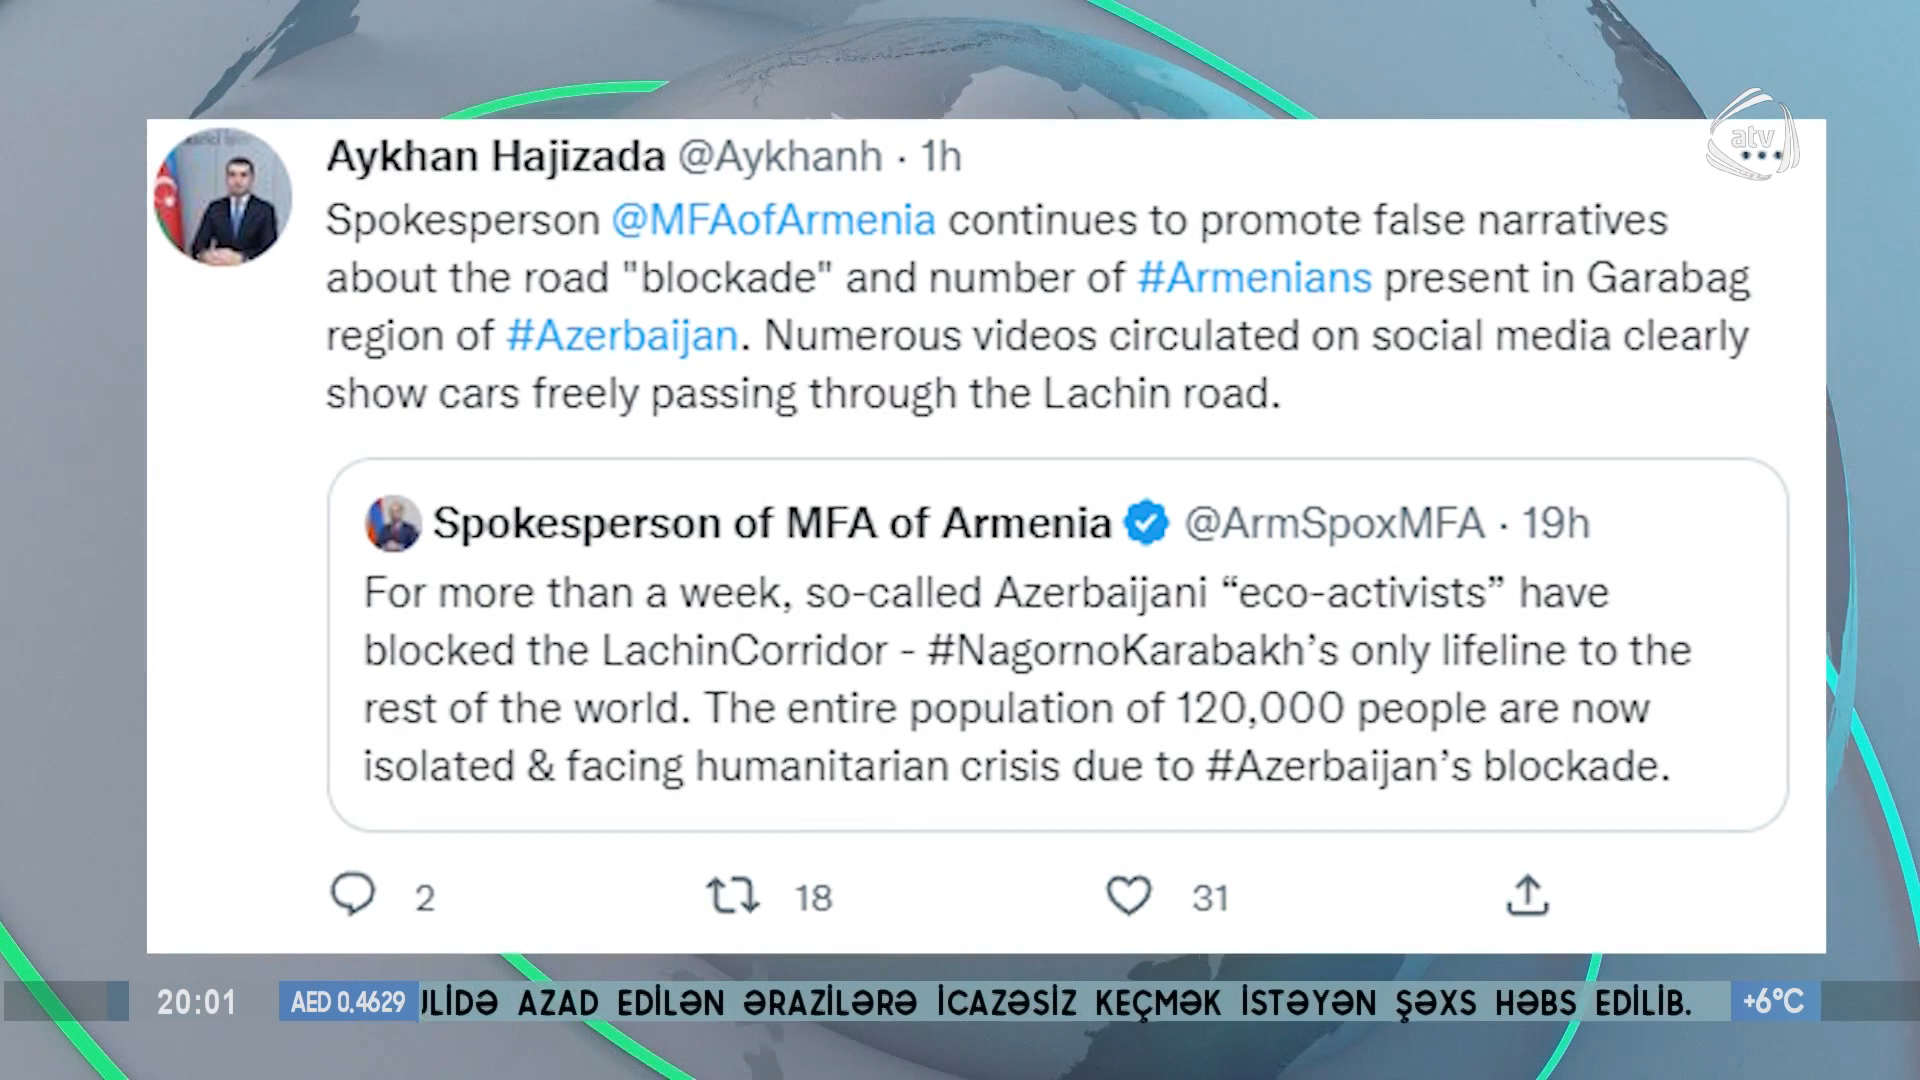 atv
Aykhan Hajizada @Aykhanh · 1h
Spokesperson @MFAofArmenia continues to promote false narratives
about the road "blockade" and number of #Armenians present in Garabag
region of #Azerbaijan. Numerous videos circulated on social media clearly
show cars freely passing through the Lachin road.
Spokesperson of MFA of Armenia @ArmSpoxMFA · 19h
For more than a week, so-called Azerbaijani “eco-activists” have
blocked the LachinCorridor - #NagornoKarabakh’s only lifeline to the
rest of the world. The entire population of 120,000 people are now
isolated & facing humanitarian crisis due to #Azerbaijan’s blockade.
2 18 31
20:01 AED 0.4629 AZAD EDİLƏN ƏRAZİLƏRƏ İCAZƏSİZ KEÇMƏK İSTƏYƏN ŞƏXS HƏBS EDİLİB. +6°C